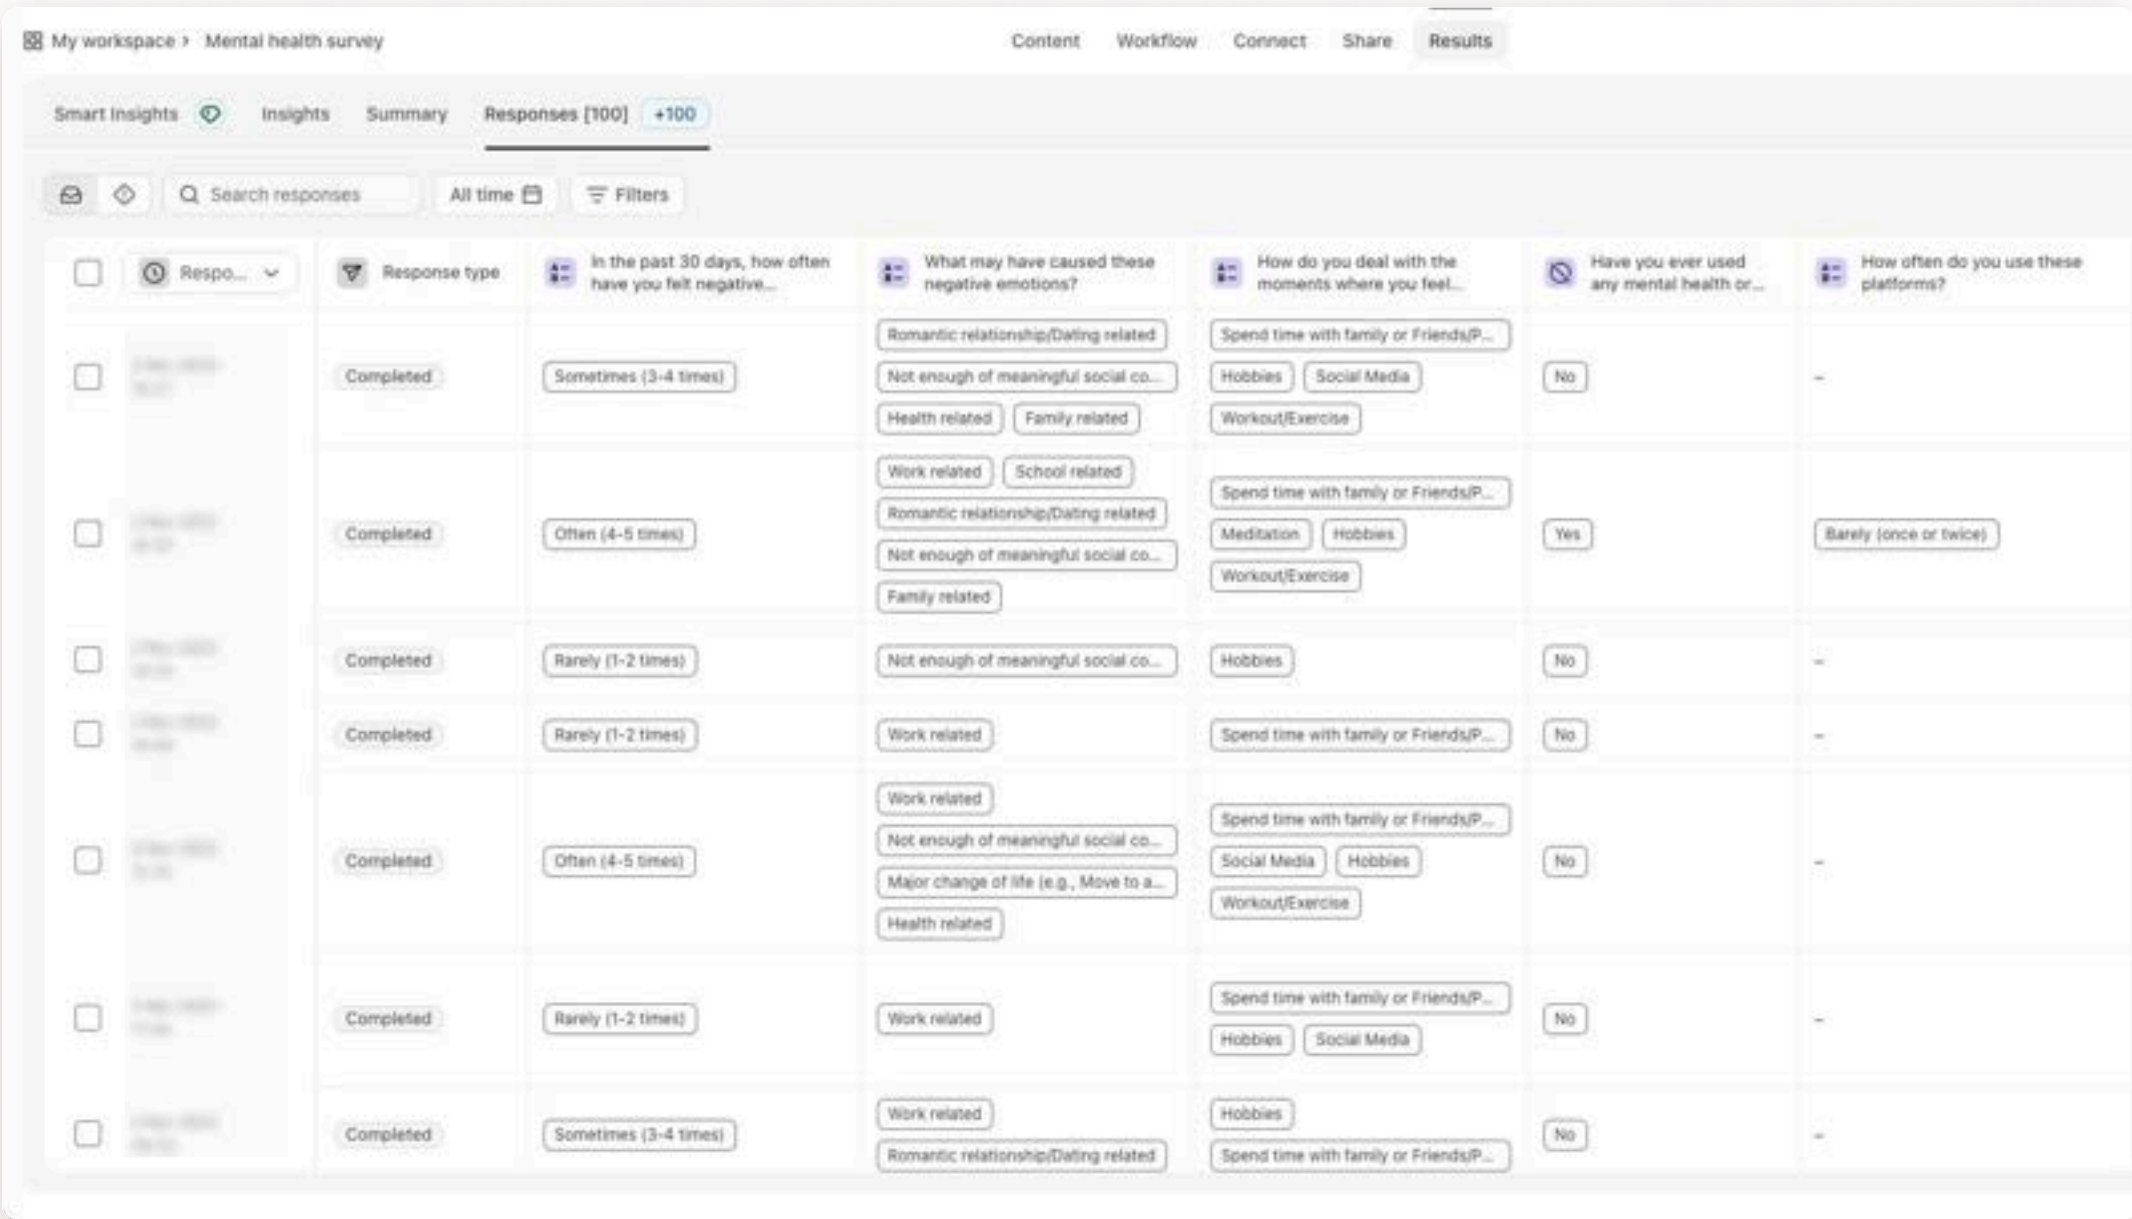 My workspace › Mental health survey
Content Workflow Connect Share Results
Smart Insights Insights Summary Responses [100] +100
Search responses All time Filters
Respo...
Response type
In the past 30 days, how often
have you felt negative...
What may have caused these
negative emotions?
How do you deal with the
moments where you feel...
Have you ever used
any mental health or...
How often do you use these
platforms?
Completed
Sometimes (3-4 times)
Romantic relationship/Dating related
Not enough of meaningful social co...
Health related Family related
Spend time with family or Friends/P...
Hobbies Social Media
Workout/Exercise
No
–
Completed
Often (4-5 times)
Work related School related
Romantic relationship/Dating related
Not enough of meaningful social co...
Family related
Spend time with family or Friends/P...
Meditation Hobbies
Workout/Exercise
Yes
Barely (once or twice)
Completed
Rarely (1-2 times)
Not enough of meaningful social co...
Hobbies
No
–
Completed
Rarely (1-2 times)
Work related
Spend time with family or Friends/P...
No
–
Completed
Often (4-5 times)
Work related
Not enough of meaningful social co...
Major change of life (e.g., Move to a...
Health related
Spend time with family or Friends/P...
Social Media Hobbies
Workout/Exercise
No
–
Completed
Rarely (1-2 times)
Work related
Spend time with family or Friends/P...
Hobbies Social Media
No
–
Completed
Sometimes (3-4 times)
Work related
Romantic relationship/Dating related
Hobbies
Spend time with family or Friends/P...
No
–